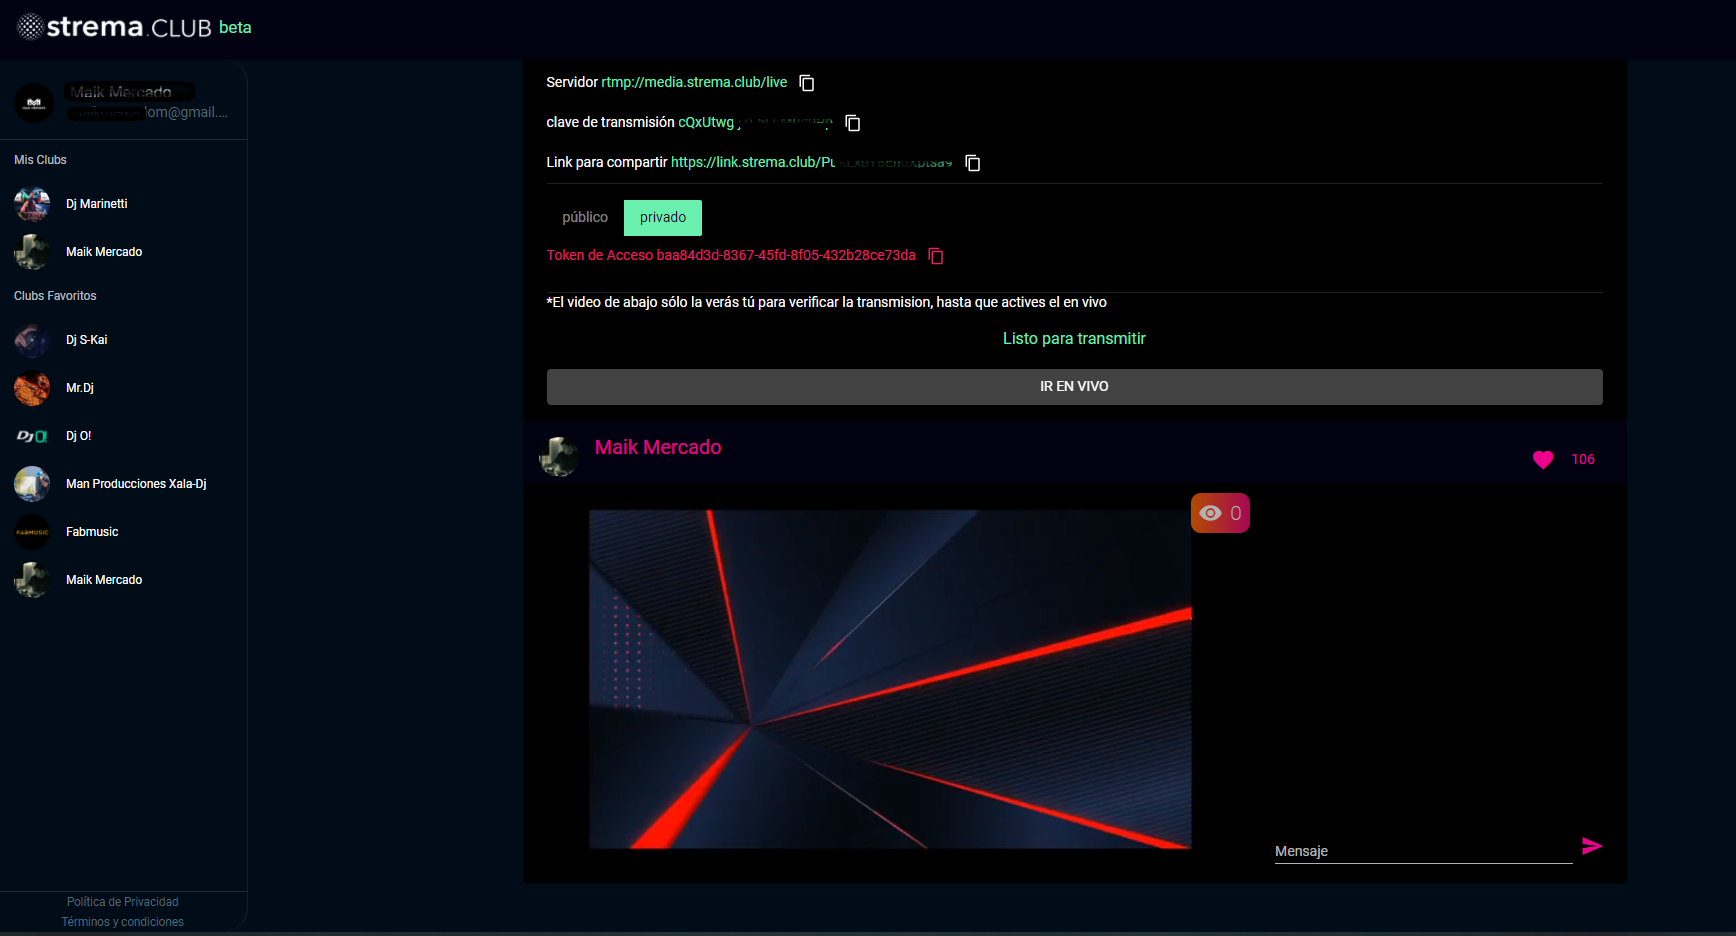 strema.CLUB beta
Maik Mercado
dom@gmail....
Mis Clubs
Dj Marinetti
Maik Mercado
Clubs Favoritos
Dj S-Kai
Mr.Dj
DJ O!
Dj O!
Man Producciones Xala-Dj
FABMUSIC
Fabmusic
Maik Mercado
Política de Privacidad
Términos y condiciones
Servidor rtmp://media.strema.club/live
clave de transmisión cQxUtwg
Link para compartir https://link.strema.club/
público privado
Token de Acceso baa84d3d-8367-45fd-8f05-432b28ce73da
*El video de abajo sólo la verás tú para verificar la transmision, hasta que actives el en vivo
Listo para transmitir
IR EN VIVO
Maik Mercado
106
0
Mensaje